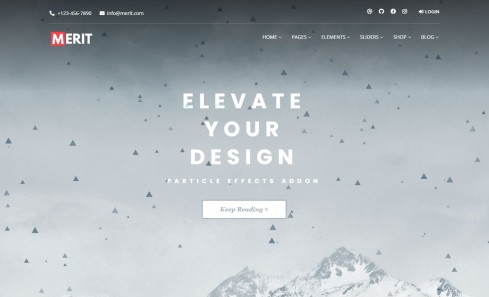 +123-456-7890 info@merit.com LOGIN
MERIT HOME PAGES ELEMENTS SLIDERS SHOP BLOG
ELEVATE
YOUR
DESIGN
PARTICLE EFFECTS ADDON
Keep Reading +